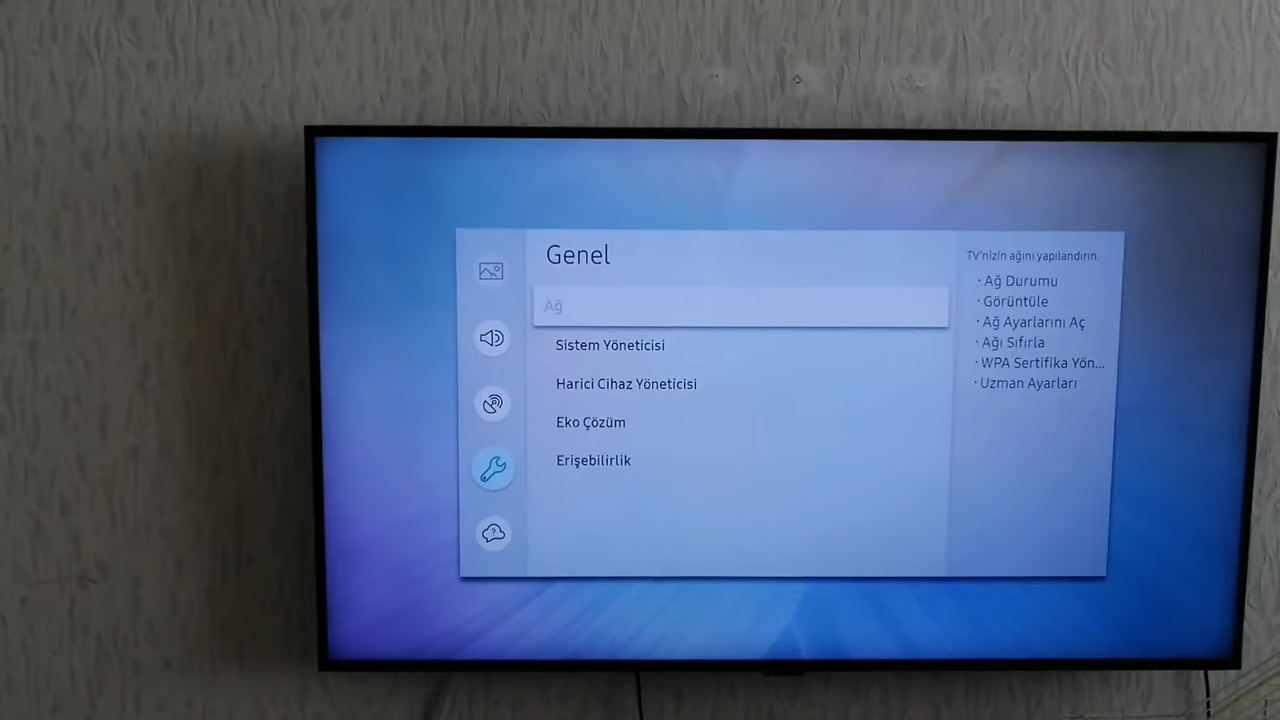 Genel
Ağ
Sistem Yöneticisi
Harici Cihaz Yöneticisi
Eko Çözüm
Erişebilirlik
TV'nizin ağını yapılandırın.
· Ağ Durumu
· Görüntüle
· Ağ Ayarlarını Aç
· Ağı Sıfırla
· WPA Sertifika Yön...
· Uzman Ayarları
?